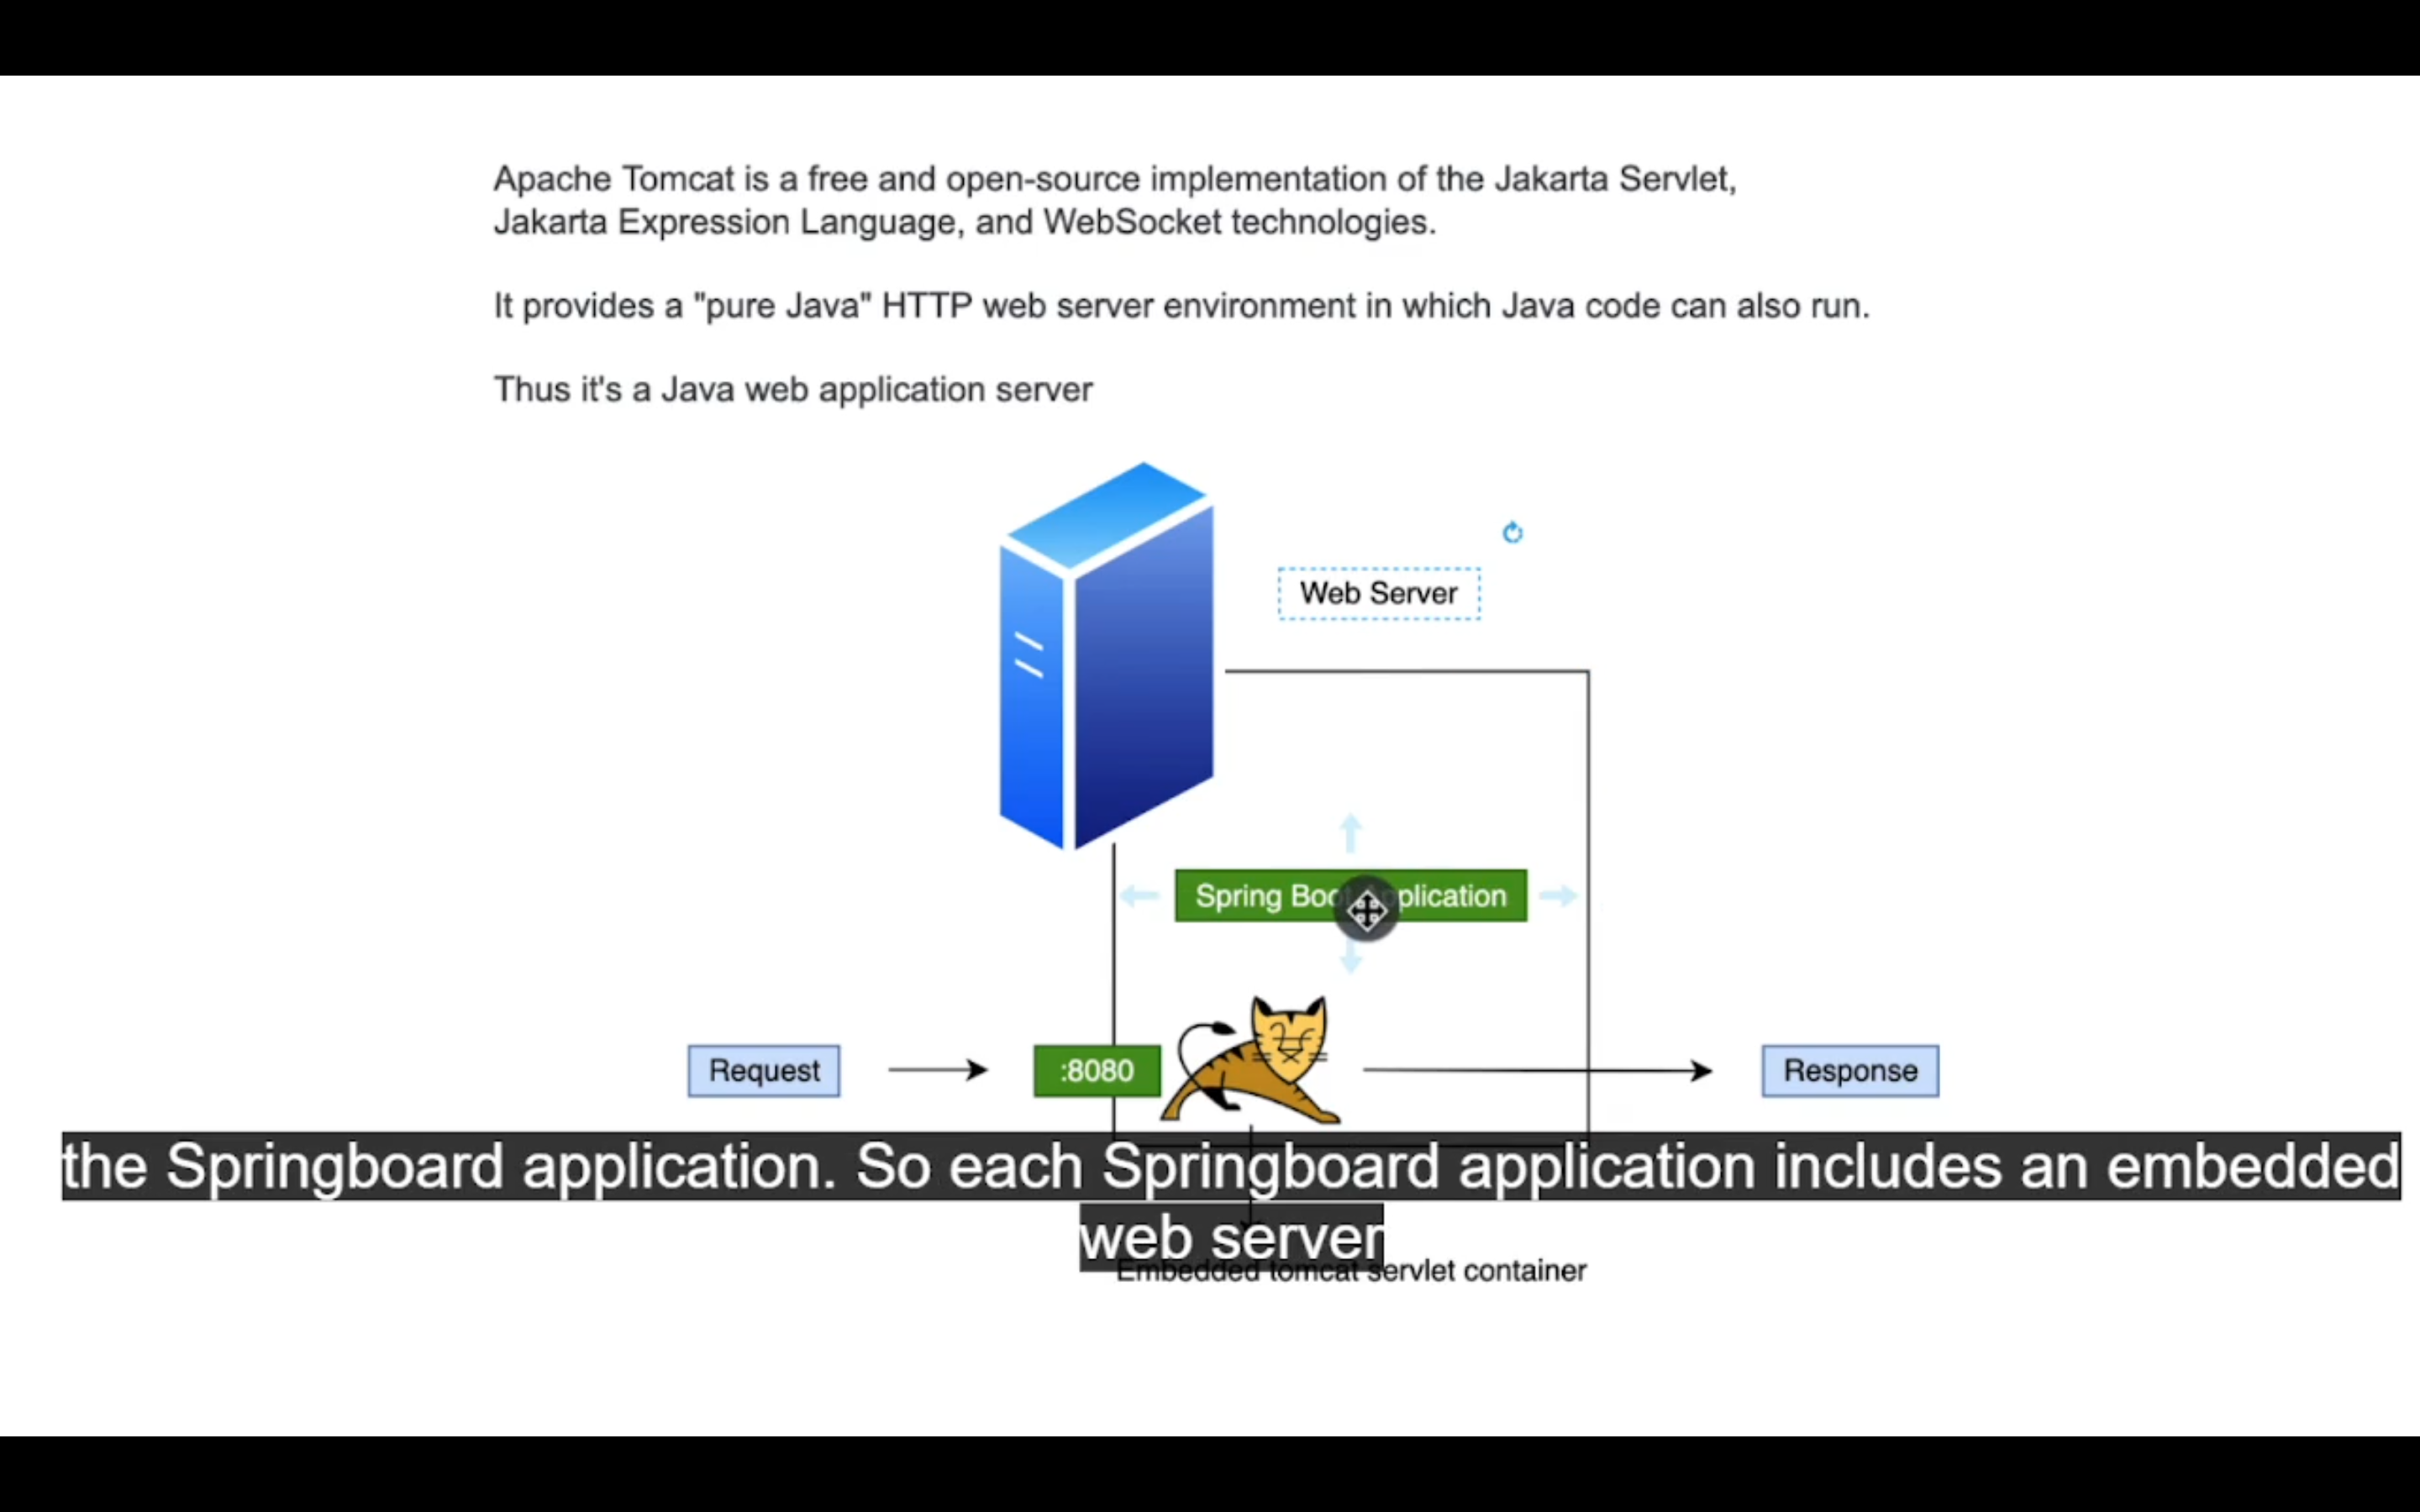 Apache Tomcat is a free and open-source implementation of the Jakarta Servlet,
Jakarta Expression Language, and WebSocket technologies.
It provides a "pure Java" HTTP web server environment in which Java code can also run.
Thus it's a Java web application server
Web Server
Spring Boot Application
Request
:8080
Response
the Springboard application. So each Springboard application includes an embedded
web server
Embedded tomcat servlet container